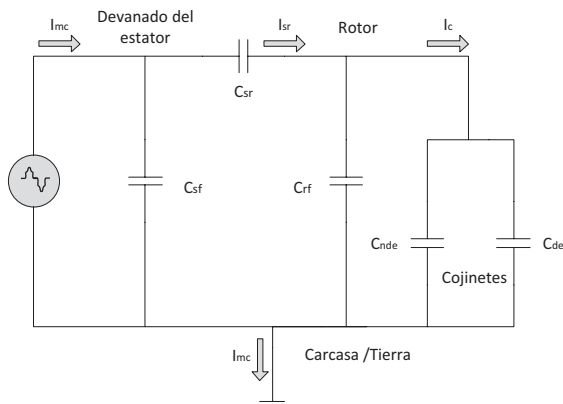 Imc
Devanado del
estator
Isr
Rotor
Ic
Csr
Csf
Crf
Cnde
Cde
Cojinetes
Imc
Carcasa /Tierra